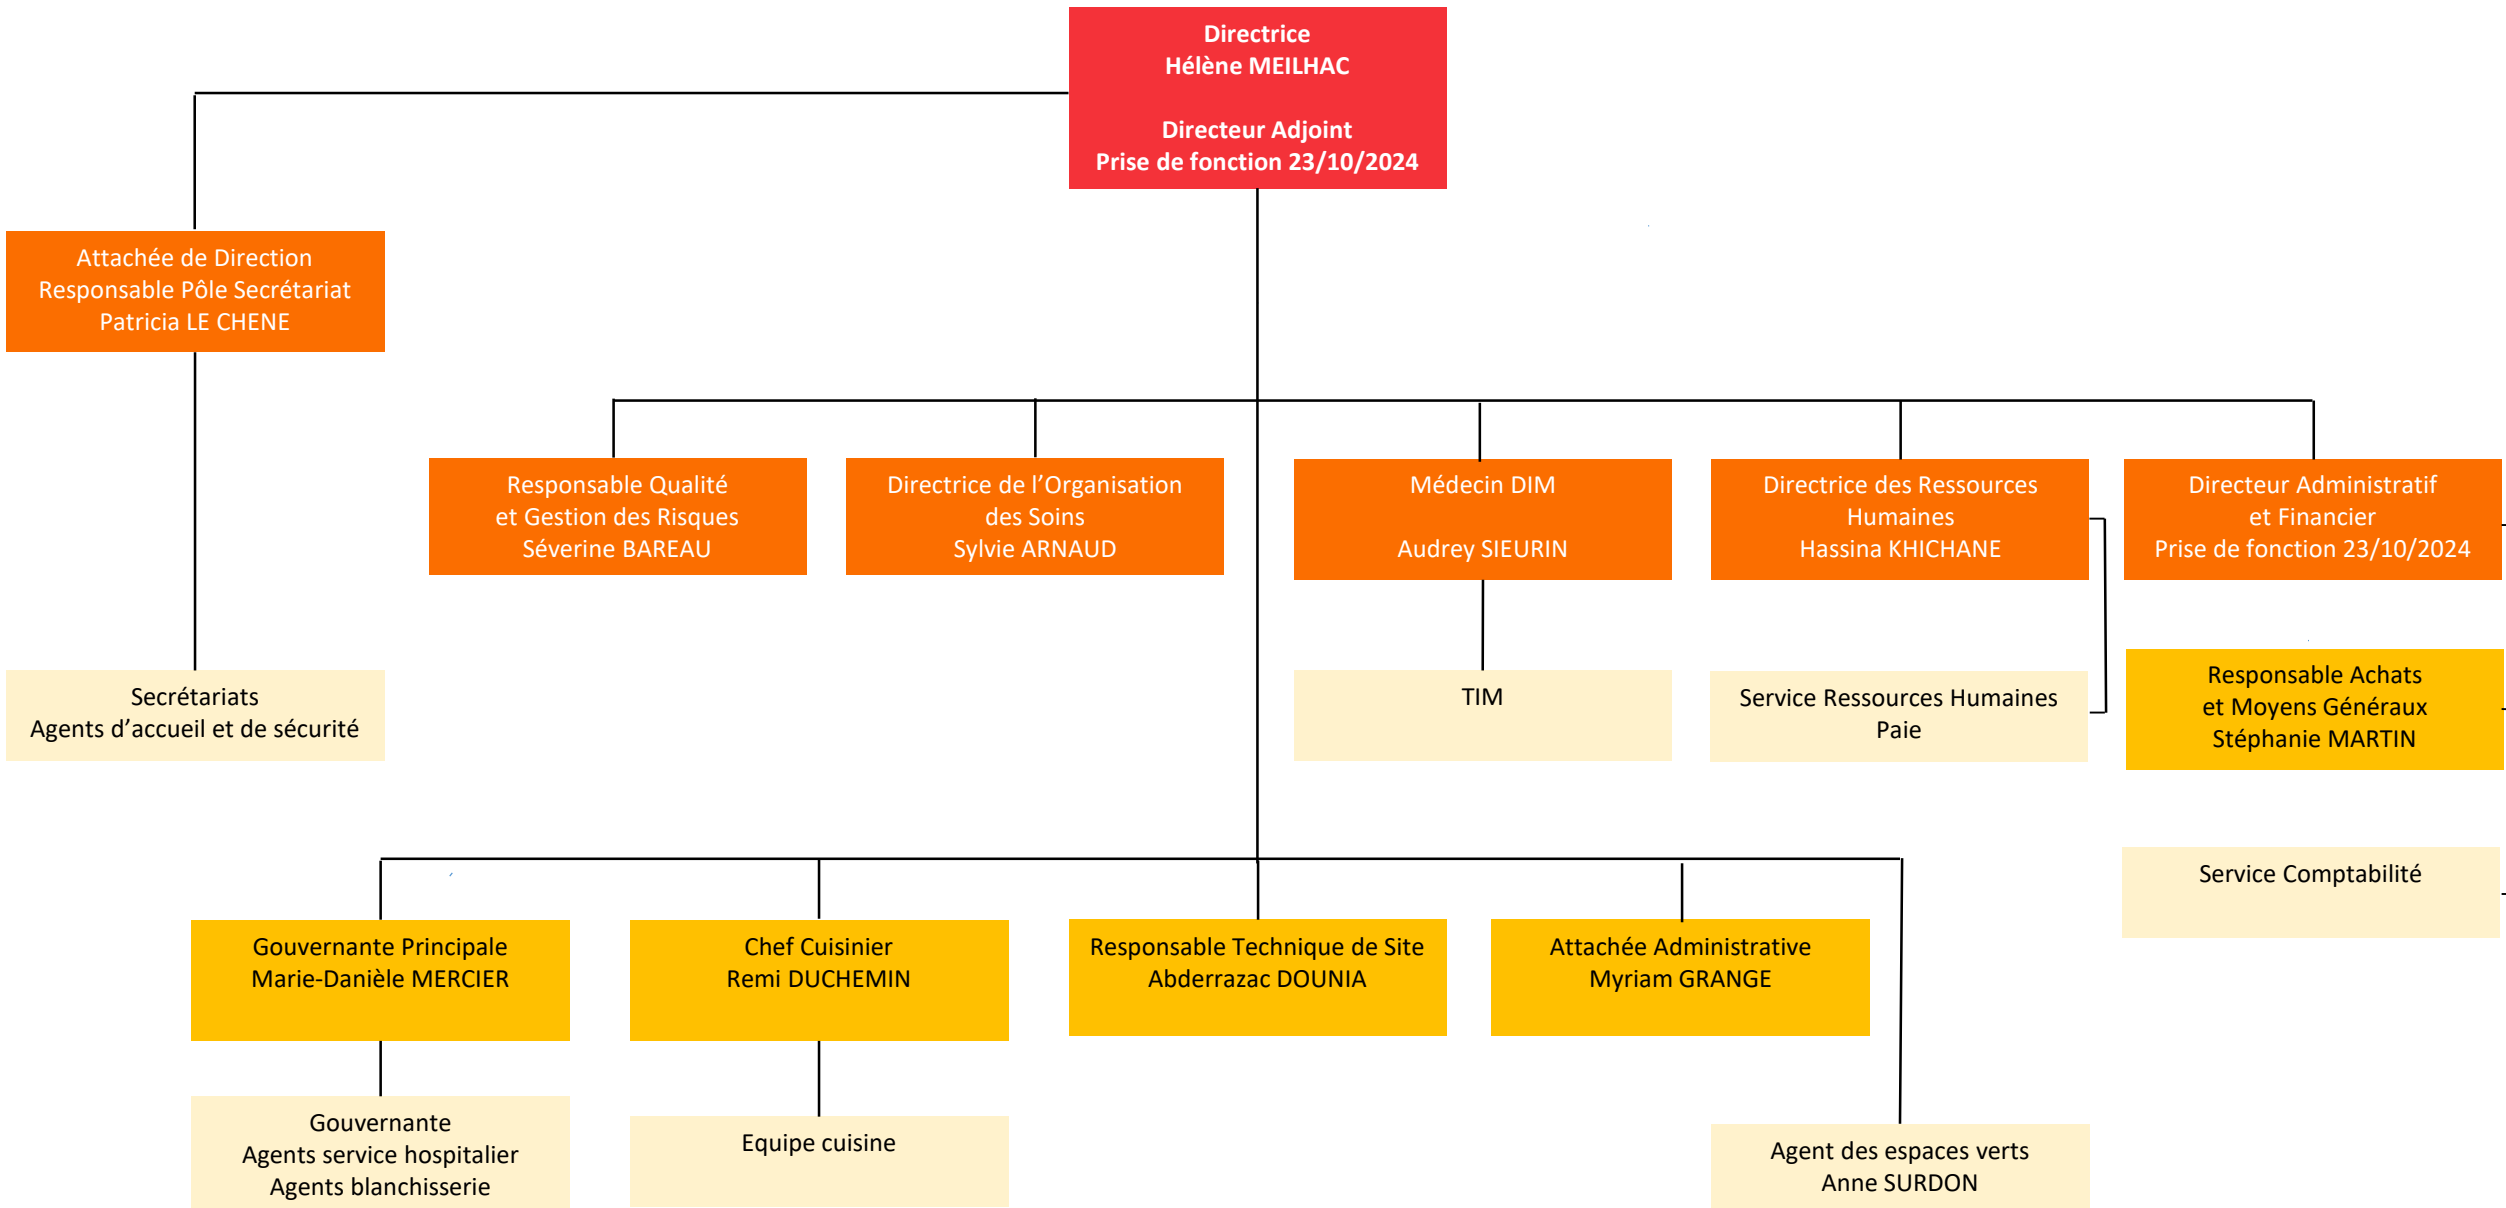 Directrice
Hélène MEILHAC
Directeur Adjoint
Prise de fonction 23/10/2024
Attachée de Direction
Responsable Pôle Secrétariat
Patricia LE CHENE
Responsable Qualité
et Gestion des Risques
Séverine BAREAU
Directrice de l’Organisation
des Soins
Sylvie ARNAUD
Médecin DIM
Audrey SIEURIN
Directrice des Ressources
Humaines
Hassina KHICHANE
Directeur Administratif
et Financier
Prise de fonction 23/10/2024
Secrétariats
Agents d’accueil et de sécurité
TIM
Service Ressources Humaines
Paie
Responsable Achats
et Moyens Généraux
Stéphanie MARTIN
Service Comptabilité
Gouvernante Principale
Marie-Danièle MERCIER
Chef Cuisinier
Remi DUCHEMIN
Responsable Technique de Site
Abderrazac DOUNIA
Attachée Administrative
Myriam GRANGE
Gouvernante
Agents service hospitalier
Agents blanchisserie
Equipe cuisine
Agent des espaces verts
Anne SURDON